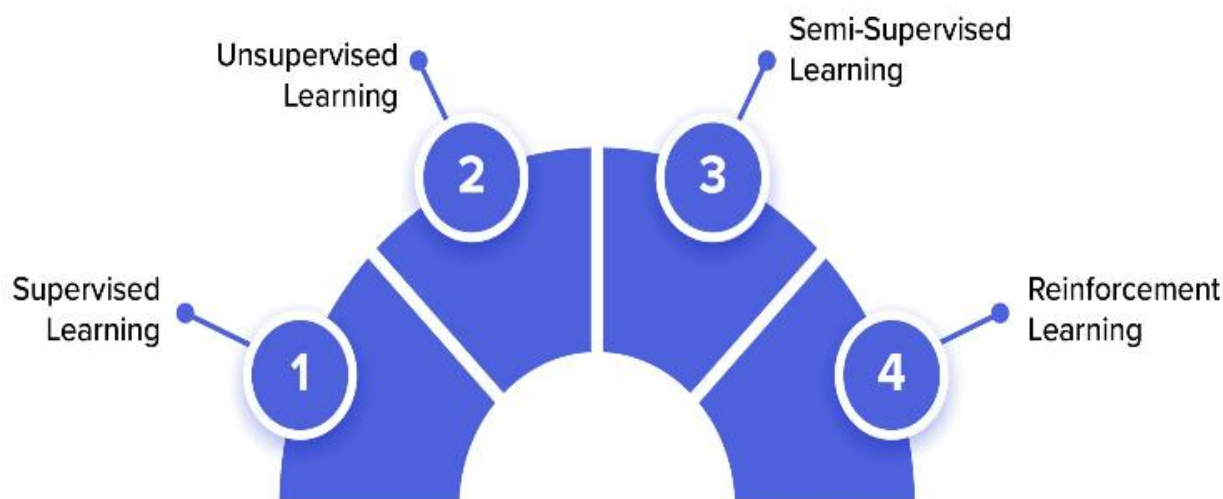 1
Supervised
Learning
2
Unsupervised
Learning
3
Semi-Supervised
Learning
4
Reinforcement
Learning